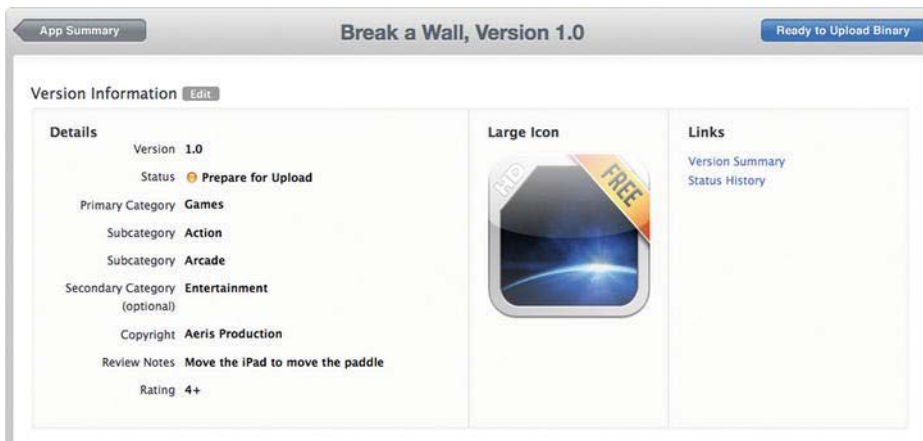 App Summary
Break a Wall, Version 1.0
Ready to Upload Binary
Version Information Edit
Details
Version 1.0
Status Prepare for Upload
Primary Category Games
Subcategory Action
Subcategory Arcade
Secondary Category Entertainment
(optional)
Copyright Aeris Production
Review Notes Move the iPad to move the paddle
Rating 4+
Large Icon
HD
FREE
Links
Version Summary
Status History